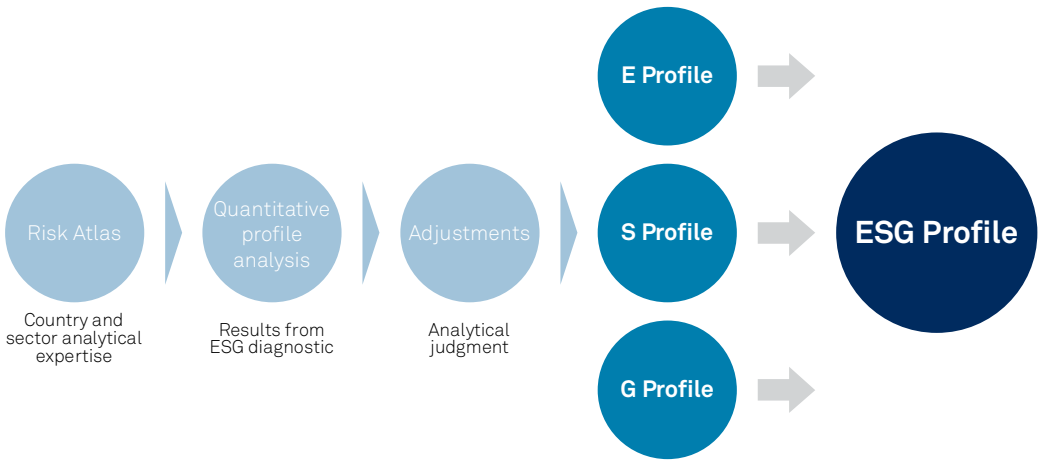 Risk Atlas
Country and
sector analytical
expertise
Quantitative
profile
analysis
Results from
ESG diagnostic
Adjustments
Analytical
judgment
E Profile
S Profile
G Profile
ESG Profile